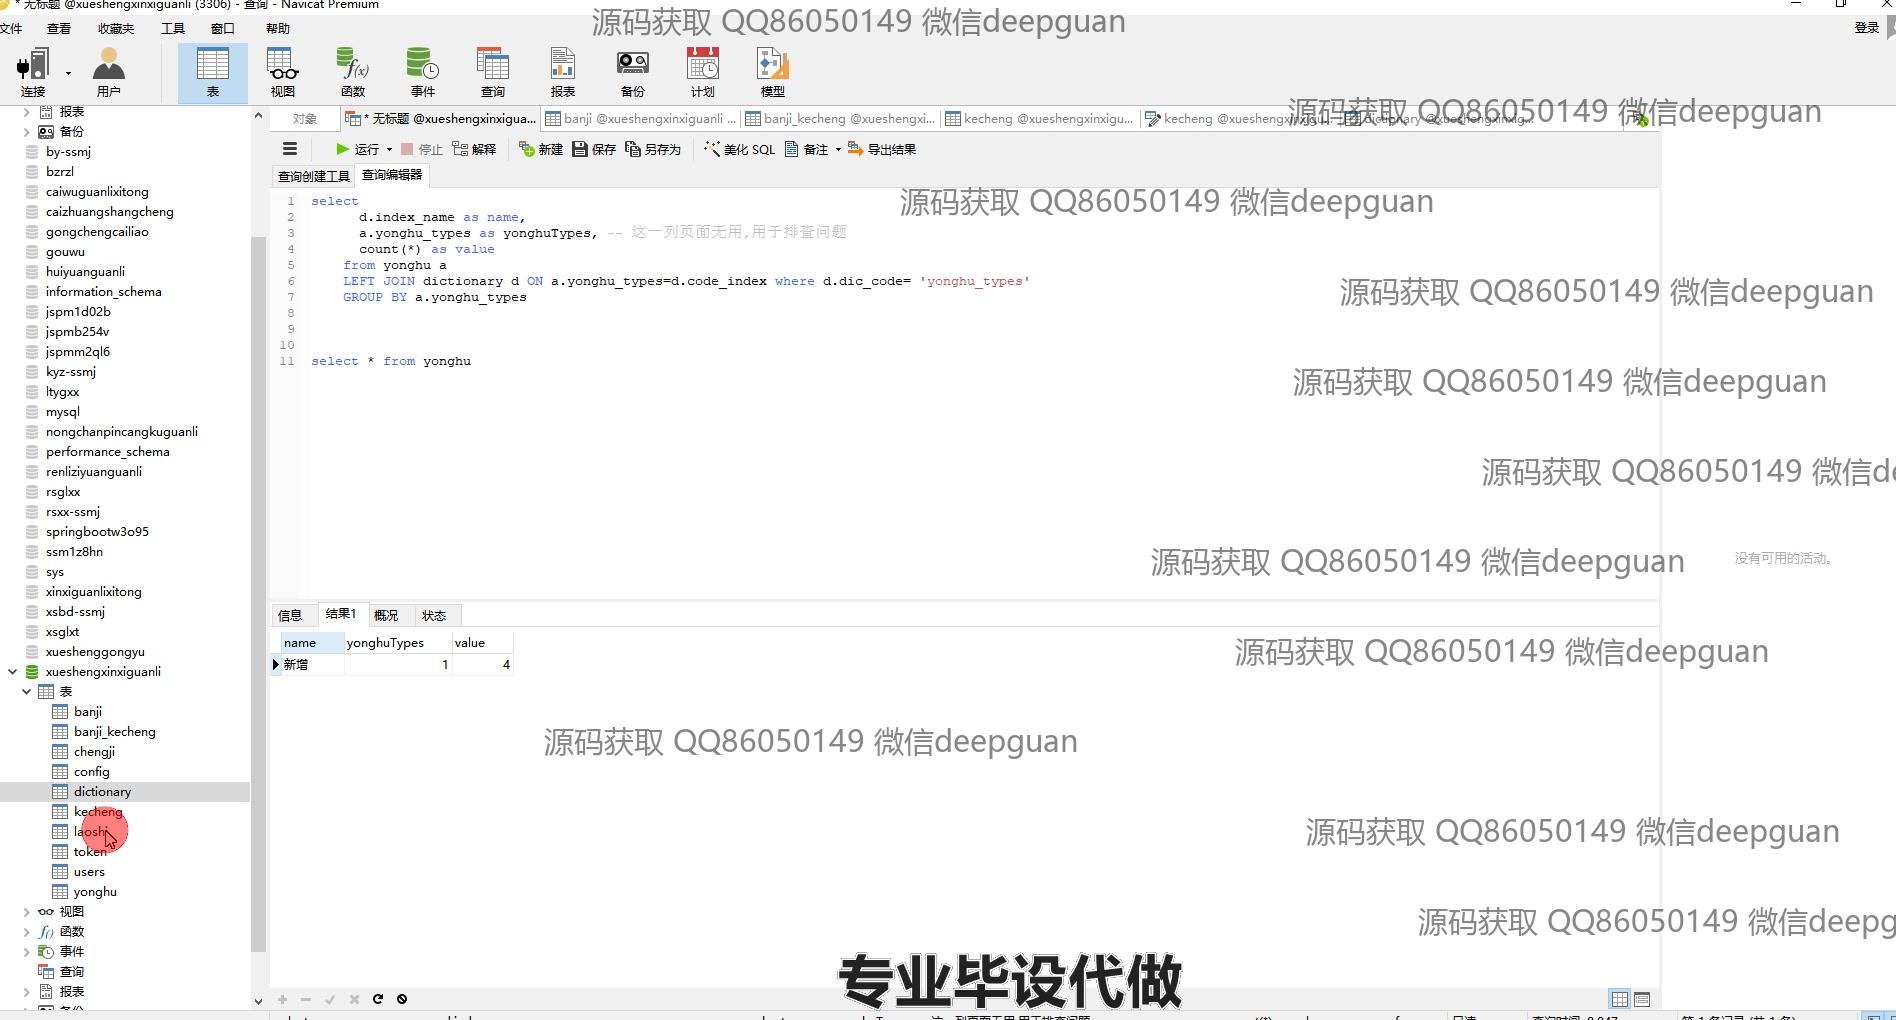 * 无标题 @xueshengxinxiguanli (3306) - 查询 - Navicat Premium
文件 查看 收藏夹 工具 窗口 帮助
登录
连接 用户 表 视图 函数 事件 查询 报表 备份 计划 模型
源码获取 QQ86050149 微信deepguan
对象 * 无标题 @xueshengxinxigua... banji @xueshengxinxiguanli ... banji_kecheng @xueshengxi... kecheng @xueshengxinxigu...
源码获取 QQ86050149 微信deepguan
运行 停止 解释 新建 保存 另存为 美化 SQL 备注 导出结果
查询创建工具 查询编辑器
报表
备份
by-ssmj
bzrzl
caiwuguanlixitong
caizhuangshangcheng
gongchengcailiao
gouwu
huiyuanguanli
information_schema
jspm1d02b
jspmb254v
jspmm2ql6
kyz-ssmj
ltygxx
mysql
nongchanpincangkuguanli
performance_schema
renliziyuanguanli
rsglxx
rsxx-ssmj
springbootw3o95
ssm1z8hn
sys
xinxiguanlixitong
xsbd-ssmj
xsglxt
xueshenggongyu
xueshengxinxiguanli
表
banji
banji_kecheng
chengji
config
dictionary
kecheng
laoshi
token
users
yonghu
视图
函数
事件
查询
报表
1 select
2 d.index_name as name,
3 a.yonghu_types as yonghuTypes, -- 这一列页面无用,用于排查问题
4 count(*) as value
5 from yonghu a
6 LEFT JOIN dictionary d ON a.yonghu_types=d.code_index where d.dic_code= 'yonghu_types'
7 GROUP BY a.yonghu_types
8
9
10
11 select * from yonghu
源码获取 QQ86050149 微信deepguan
源码获取 QQ86050149 微信deepguan
源码获取 QQ86050149 微信deepguan
源码获取 QQ86050149 微信de
源码获取 QQ86050149 微信deepguan
没有可用的活动。
信息 结果1 概况 状态
name yonghuTypes value
新增 1 4
源码获取 QQ86050149 微信deepguan
源码获取 QQ86050149 微信deepguan
源码获取 QQ86050149 微信deepguan
源码获取 QQ86050149 微信deepg
专业毕设代做